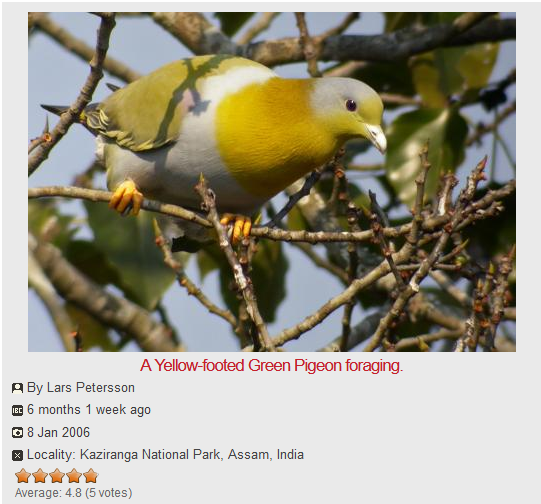 A Yellow-footed Green Pigeon foraging.
By Lars Petersson
6 months 1 week ago
8 Jan 2006
Locality: Kaziranga National Park, Assam, India
Average: 4.8 (5 votes)